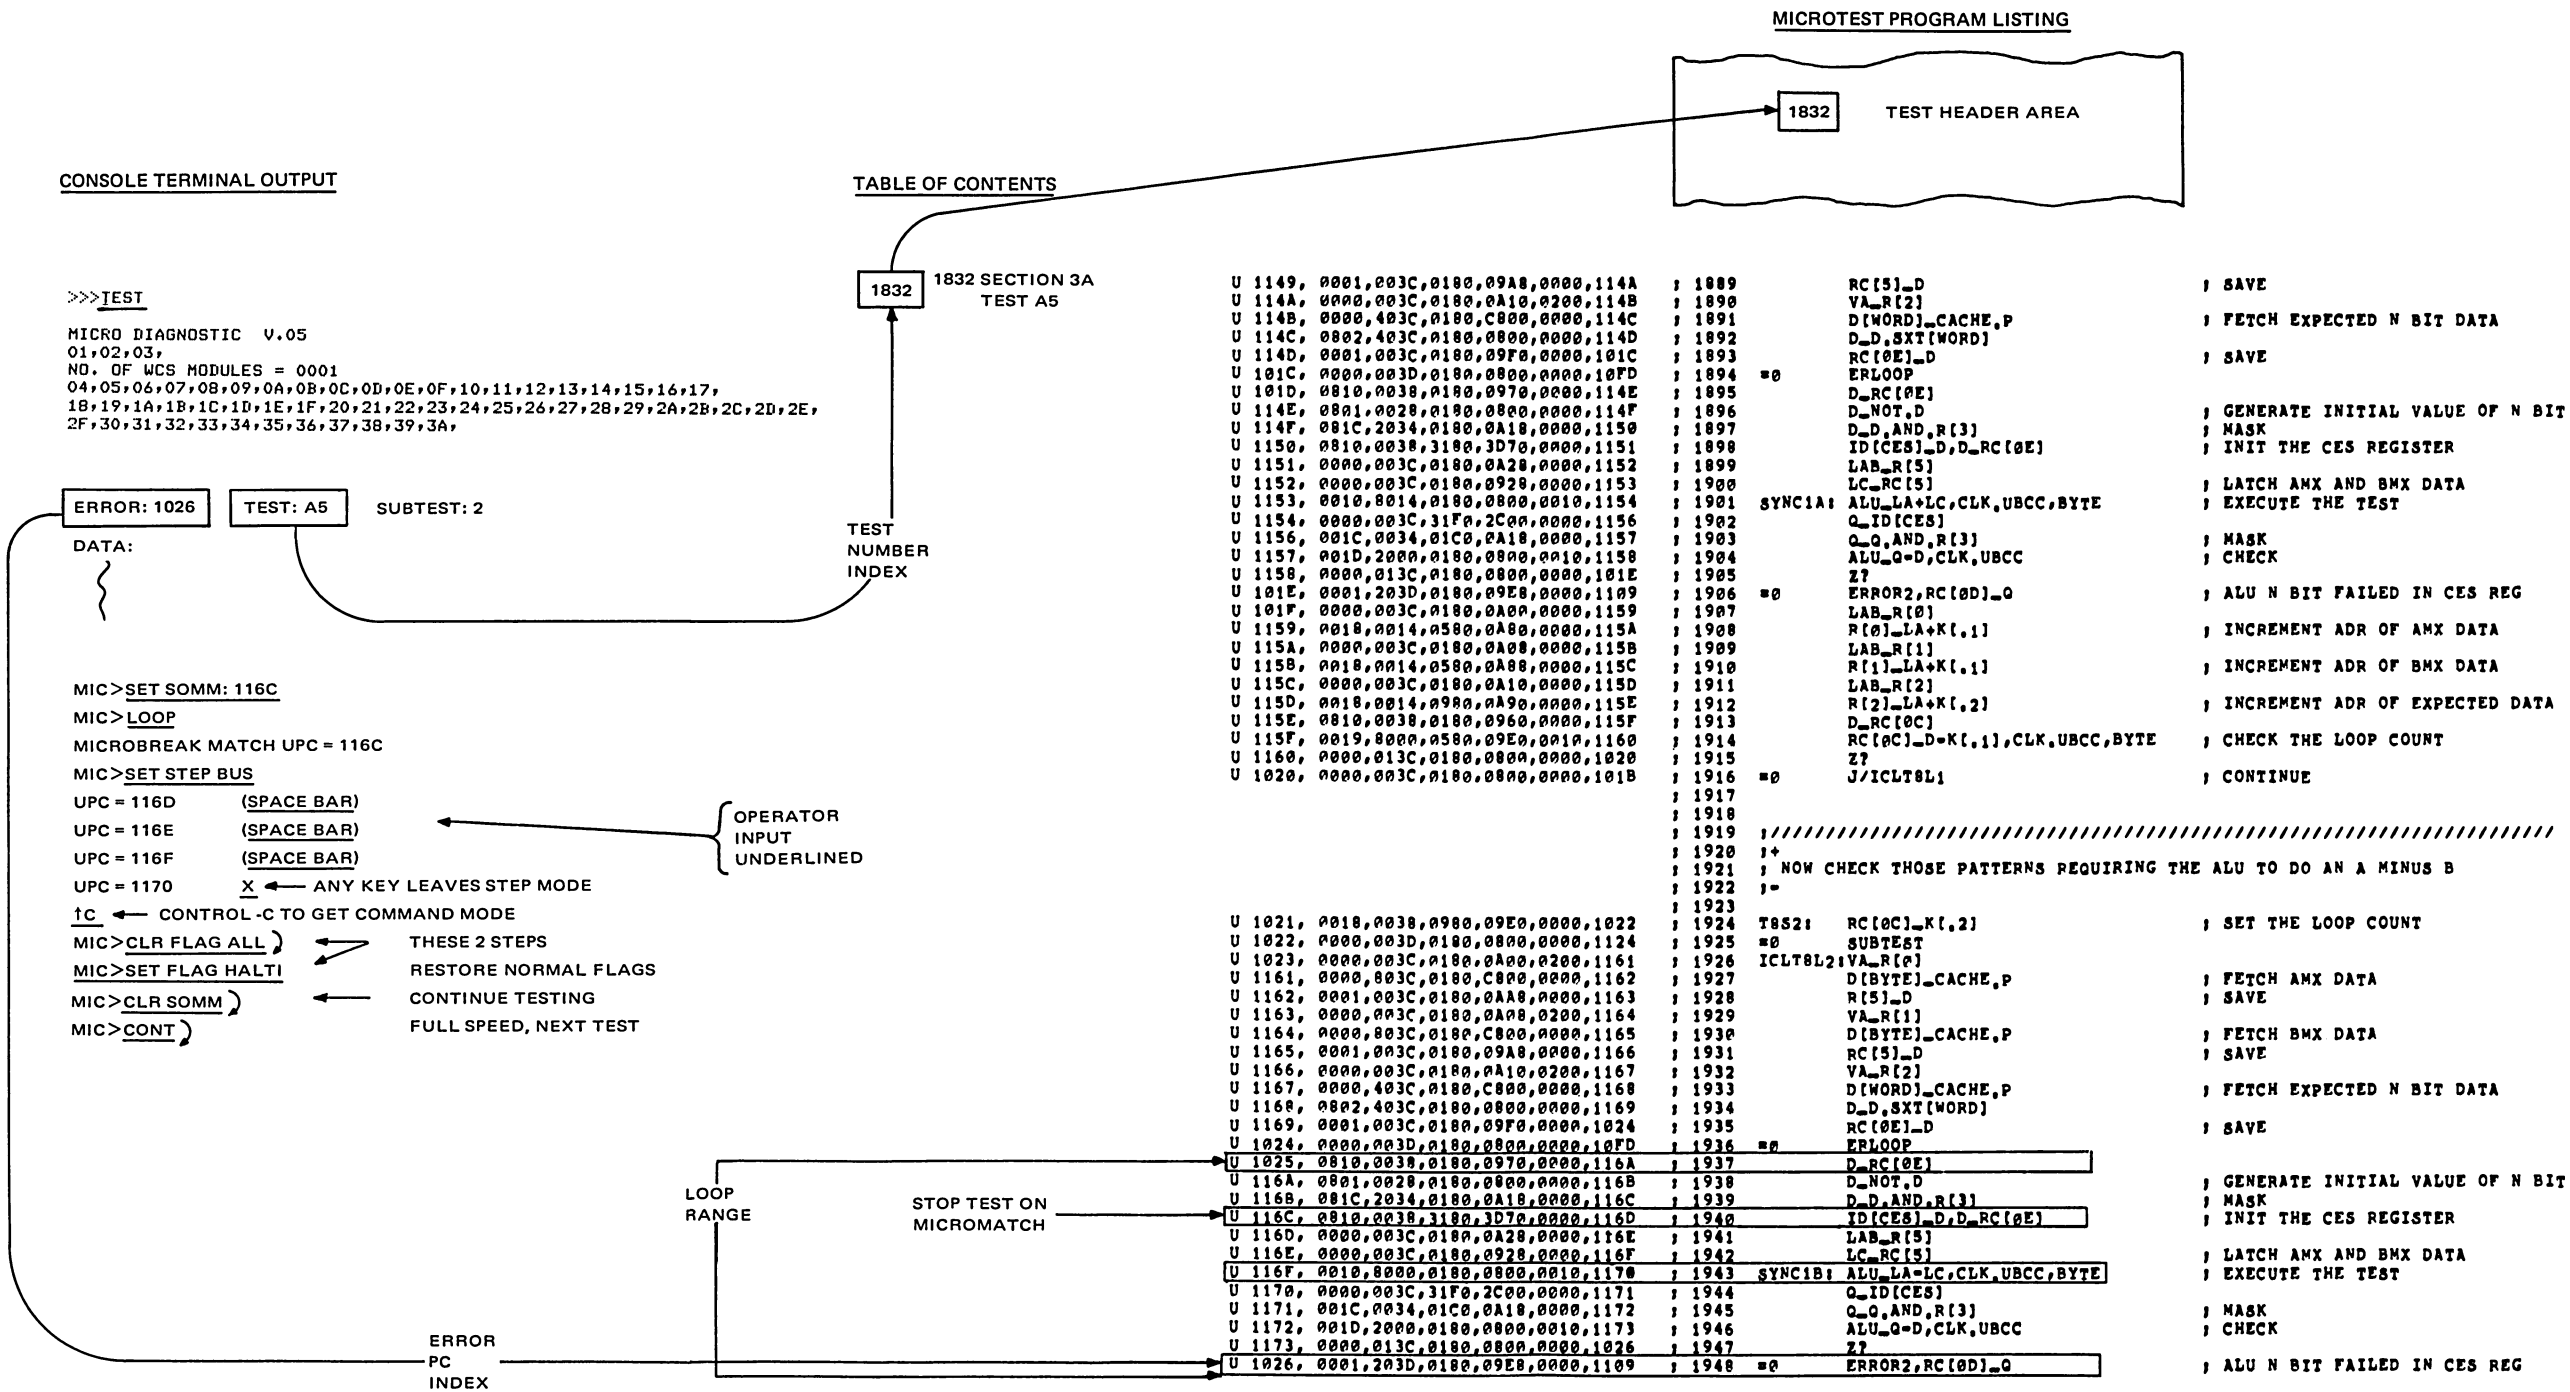 MICROTEST PROGRAM LISTING
1832 TEST HEADER AREA
CONSOLE TERMINAL OUTPUT
TABLE OF CONTENTS
1832 1832 SECTION 3A
TEST A5
>>>TEST
MICRO DIAGNOSTIC V.05
01,02,03,
NO. OF WCS MODULES = 0001
04,05,06,07,08,09,0A,0B,0C,0D,0E,0F,10,11,12,13,14,15,16,17,
18,19,1A,1B,1C,1D,1E,1F,20,21,22,23,24,25,26,27,28,29,2A,2B,2C,2D,2E,
2F,30,31,32,33,34,35,36,37,38,39,3A,
ERROR: 1026 TEST: A5 SUBTEST: 2
DATA:
TEST
NUMBER
INDEX
MIC>SET SOMM: 116C
MIC>LOOP
MICROBREAK MATCH UPC = 116C
MIC>SET STEP BUS
UPC = 116D (SPACE BAR)
UPC = 116E (SPACE BAR)
UPC = 116F (SPACE BAR)
UPC = 1170 X ANY KEY LEAVES STEP MODE
↑C CONTROL -C TO GET COMMAND MODE
MIC>CLR FLAG ALL THESE 2 STEPS
MIC>SET FLAG HALTI RESTORE NORMAL FLAGS
MIC>CLR SOMM CONTINUE TESTING
MIC>CONT FULL SPEED, NEXT TEST
OPERATOR
INPUT
UNDERLINED
LOOP
RANGE
STOP TEST ON
MICROMATCH
ERROR
PC
INDEX
U 1149, 0001,003C,0180,09A8,0000,114A ; 1889 RC[5]_D ; SAVE
U 114A, 0000,003C,0180,0A10,0200,114B ; 1890 VA_R[2]
U 114B, 0000,403C,0180,C800,0000,114C ; 1891 D[WORD]_CACHE.P ; FETCH EXPECTED N BIT DATA
U 114C, 0802,403C,0180,0800,0000,114D ; 1892 D_D.SXT[WORD]
U 114D, 0001,003C,0180,09F0,0000,101C ; 1893 RC[0E]_D ; SAVE
U 101C, 0000,003D,0180,0800,0000,10FD ; 1894 =0 ERLOOP
U 101D, 0810,0038,0180,0970,0000,114E ; 1895 D_RC[0E]
U 114E, 0801,0028,0180,0800,0000,114F ; 1896 D_NOT.D ; GENERATE INITIAL VALUE OF N BIT
U 114F, 081C,2034,0180,0A18,0000,1150 ; 1897 D_D.AND.R[3] ; MASK
U 1150, 0810,0038,3180,3D70,0000,1151 ; 1898 ID[CES]_D,D_RC[0E] ; INIT THE CES REGISTER
U 1151, 0000,003C,0180,0A28,0000,1152 ; 1899 LAB_R[5]
U 1152, 0000,003C,0180,0928,0000,1153 ; 1900 LC_RC[5] ; LATCH AMX AND BMX DATA
U 1153, 0010,8014,0180,0800,0010,1154 ; 1901 SYNC1A: ALU_LA+LC,CLK.UBCC,BYTE ; EXECUTE THE TEST
U 1154, 0000,003C,31F0,2C00,0000,1156 ; 1902 Q_ID[CES]
U 1156, 001C,0034,01C0,0A18,0000,1157 ; 1903 Q_Q.AND.R[3] ; MASK
U 1157, 001D,2000,0180,0800,0010,1158 ; 1904 ALU_Q-D,CLK.UBCC ; CHECK
U 1158, 0000,013C,0180,0800,0000,101E ; 1905 Z?
U 101E, 0001,203D,0180,09E8,0000,1109 ; 1906 =0 ERROR2,RC[0D]_Q ; ALU N BIT FAILED IN CES REG
U 101F, 0000,003C,0180,0A00,0000,1159 ; 1907 LAB_R[0]
U 1159, 0018,0014,0580,0A80,0000,115A ; 1908 R[0]_LA+K[.1] ; INCREMENT ADR OF AMX DATA
U 115A, 0000,003C,0180,0A08,0000,115B ; 1909 LAB_R[1]
U 115B, 0018,0014,0580,0A88,0000,115C ; 1910 R[1]_LA+K[.1] ; INCREMENT ADR OF BMX DATA
U 115C, 0000,003C,0180,0A10,0000,115D ; 1911 LAB_R[2]
U 115D, 0018,0014,0980,0A90,0000,115E ; 1912 R[2]_LA+K[.2] ; INCREMENT ADR OF EXPECTED DATA
U 115E, 0810,0038,0180,0960,0000,115F ; 1913 D_RC[0C]
U 115F, 0019,8000,0580,09E0,0010,1160 ; 1914 RC[0C]_D-K[.1],CLK.UBCC,BYTE ; CHECK THE LOOP COUNT
U 1160, 0000,013C,0180,0800,0000,1020 ; 1915 Z?
U 1020, 0000,003C,0180,0800,0000,101B ; 1916 =0 J/ICLT8L1 ; CONTINUE
; 1917
; 1918
; 1919 ;////////////////////////////////////////////////////////////////////////
; 1920 ;+
; 1921 ; NOW CHECK THOSE PATTERNS REQUIRING THE ALU TO DO AN A MINUS B
; 1922 ;-
; 1923
U 1021, 0018,0038,0980,09E0,0000,1022 ; 1924 T8S2: RC[0C]_K[.2] ; SET THE LOOP COUNT
U 1022, 0000,003D,0180,0800,0000,1124 ; 1925 =0 SUBTEST
U 1023, 0000,003C,0180,0A00,0200,1161 ; 1926 ICLT8L2:VA_R[0]
U 1161, 0000,803C,0180,C800,0000,1162 ; 1927 D[BYTE]_CACHE.P ; FETCH AMX DATA
U 1162, 0001,003C,0180,0AA8,0000,1163 ; 1928 R[5]_D ; SAVE
U 1163, 0000,003C,0180,0A08,0200,1164 ; 1929 VA_R[1]
U 1164, 0000,803C,0180,C800,0000,1165 ; 1930 D[BYTE]_CACHE.P ; FETCH BMX DATA
U 1165, 0001,003C,0180,09A8,0000,1166 ; 1931 RC[5]_D ; SAVE
U 1166, 0000,003C,0180,0A10,0200,1167 ; 1932 VA_R[2]
U 1167, 0000,403C,0180,C800,0000,1168 ; 1933 D[WORD]_CACHE.P ; FETCH EXPECTED N BIT DATA
U 1168, 0802,403C,0180,0800,0000,1169 ; 1934 D_D.SXT[WORD]
U 1169, 0001,003C,0180,09F0,0000,1024 ; 1935 RC[0E]_D ; SAVE
U 1024, 0000,003D,0180,0800,0000,10FD ; 1936 =0 ERLOOP
U 1025, 0810,0038,0180,0970,0000,116A ; 1937 D_RC[0E]
U 116A, 0801,0028,0180,0800,0000,116B ; 1938 D_NOT.D ; GENERATE INITIAL VALUE OF N BIT
U 116B, 081C,2034,0180,0A18,0000,116C ; 1939 D_D.AND.R[3] ; MASK
U 116C, 0810,0038,3180,3D70,0000,116D ; 1940 ID[CES]_D,D_RC[0E] ; INIT THE CES REGISTER
U 116D, 0000,003C,0180,0A28,0000,116E ; 1941 LAB_R[5]
U 116E, 0000,003C,0180,0928,0000,116F ; 1942 LC_RC[5] ; LATCH AMX AND BMX DATA
U 116F, 0010,8000,0180,0800,0010,1170 ; 1943 SYNC1B: ALU_LA-LC,CLK.UBCC,BYTE ; EXECUTE THE TEST
U 1170, 0000,003C,31F0,2C00,0000,1171 ; 1944 Q_ID[CES]
U 1171, 001C,0034,01C0,0A18,0000,1172 ; 1945 Q_Q.AND.R[3] ; MASK
U 1172, 001D,2000,0180,0800,0010,1173 ; 1946 ALU_Q-D,CLK.UBCC ; CHECK
U 1173, 0000,013C,0180,0800,0000,1026 ; 1947 Z?
U 1026, 0001,203D,0180,09E8,0000,1109 ; 1948 =0 ERROR2,RC[0D]_Q ; ALU N BIT FAILED IN CES REG